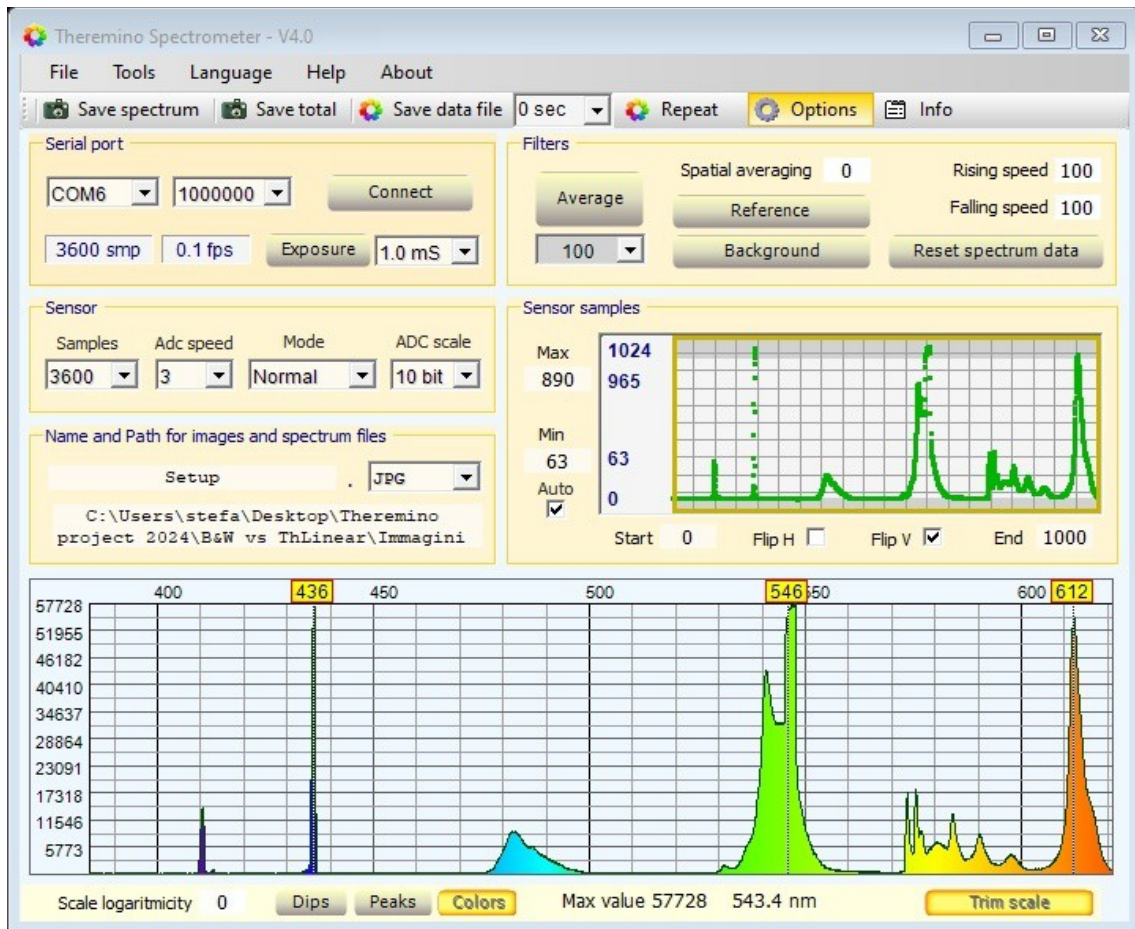 Theremino Spectrometer - V4.0
File Tools Language Help About
Save spectrum Save total Save data file 0 sec Repeat Options Info
Serial port
COM6 1000000 Connect
3600 smp 0.1 fps Exposure 1.0 mS
Filters
Average
100
Spatial averaging 0
Reference
Background
Rising speed 100
Falling speed 100
Reset spectrum data
Sensor
Samples Adc speed Mode ADC scale
3600 3 Normal 10 bit
Name and Path for images and spectrum files
Setup . JPG
C:\Users\stefa\Desktop\Theremino
project 2024\B&W vs ThLinear\Immagini
Sensor samples
Max
890
Min
63
Auto
1024
965
63
0
Start 0 Flip H Flip V End 1000
400 436 450 500 546 550 600 612
57728
51955
46182
40410
34637
28864
23091
17318
11546
5773
Scale logaritmicity 0 Dips Peaks Colors Max value 57728 543.4 nm Trim scale